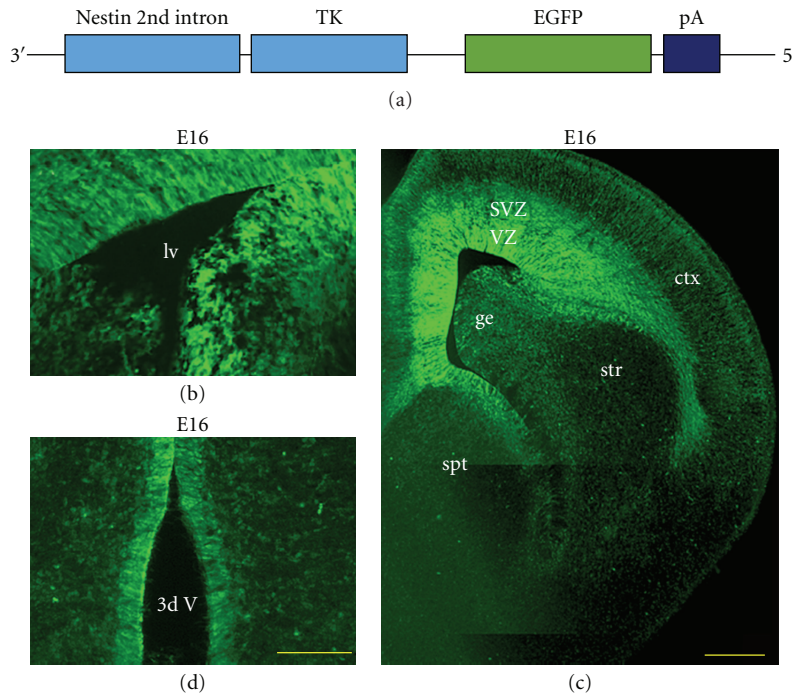 Nestin 2nd intron TK EGFP pA
3′ 5
(a)
E16
lv
(b)
E16
SVZ
VZ
ctx
ge
str
spt
(c)
E16
3d V
(d)